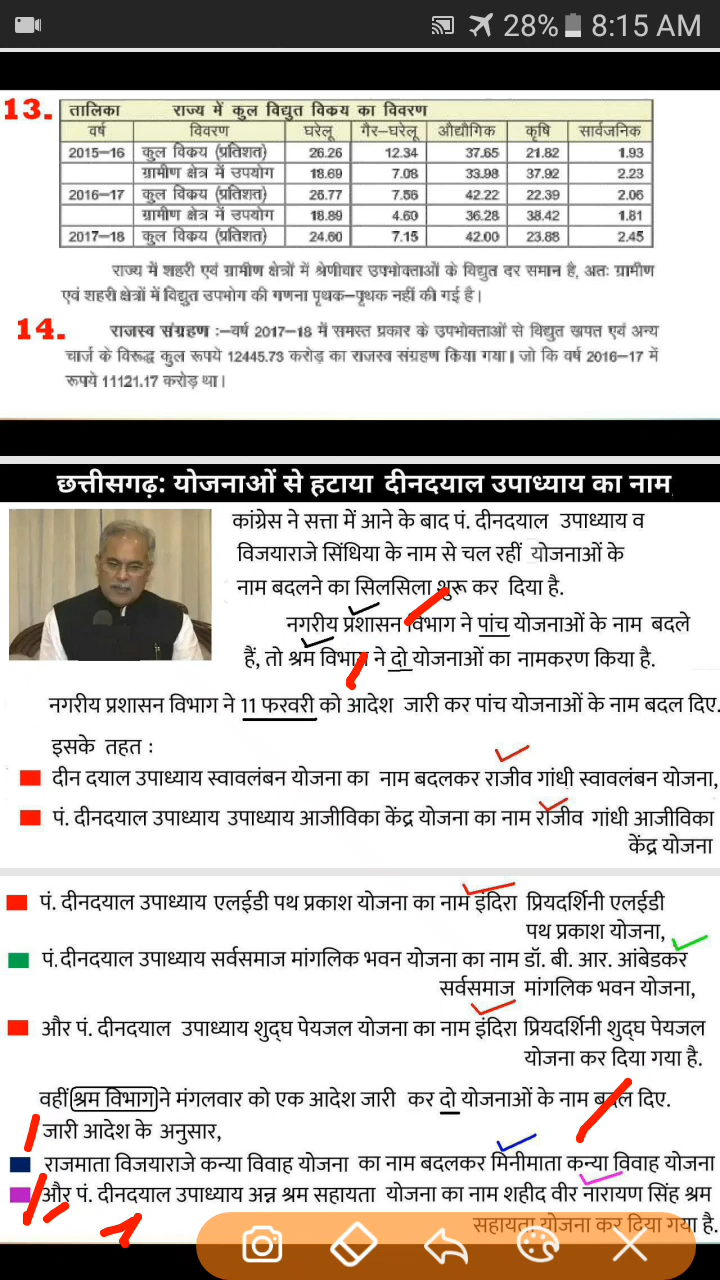 28% 8:15 AM
13. तालिका राज्य में कुल विद्युत विकय का विवरण
वर्ष विवरण घरेलू गैर–घरेलू औद्यौगिक कृषि सार्वजनिक
2015–16 कुल विकय (प्रतिशत) 26.26 12.34 37.65 21.82 1.93
ग्रामीण क्षेत्र में उपयोग 18.69 7.08 33.98 37.92 2.23
2016–17 कुल विकय (प्रतिशत) 25.77 7.56 42.22 22.39 2.06
ग्रामीण क्षेत्र में उपयोग 18.89 4.60 36.28 38.42 1.81
2017–18 कुल विकय (प्रतिशत) 24.60 7.15 42.00 23.88 2.45
राज्य में शहरी एवं ग्रामीण क्षेत्रों में श्रेणीवार उपभोक्ताओं के विद्युत दर समान है, अतः ग्रामीण
एवं शहरी क्षेत्रों में विद्युत उपभोग की गणना पृथक–पृथक नहीं की गई है।
14. राजस्व संग्रहण :–वर्ष 2017–18 में समस्त प्रकार के उपभोक्ताओं से विद्युत खपत एवं अन्य
चार्ज के विरूद्ध कुल रूपये 12445.73 करोड़ का राजस्व संग्रहण किया गया। जो कि वर्ष 2016–17 में
रूपये 11121.17 करोड़ था।
छत्तीसगढ़: योजनाओं से हटाया दीनदयाल उपाध्याय का नाम
कांग्रेस ने सत्ता में आने के बाद पं. दीनदयाल उपाध्याय व
विजयाराजे सिंधिया के नाम से चल रहीं योजनाओं के
नाम बदलने का सिलसिला शुरू कर दिया है.
नगरीय प्रशासन विभाग ने पांच योजनाओं के नाम बदले
हैं, तो श्रम विभाग ने दो योजनाओं का नामकरण किया है.
नगरीय प्रशासन विभाग ने 11 फरवरी को आदेश जारी कर पांच योजनाओं के नाम बदल दिए.
इसके तहत :
दीन दयाल उपाध्याय स्वावलंबन योजना का नाम बदलकर राजीव गांधी स्वावलंबन योजना,
पं. दीनदयाल उपाध्याय उपाध्याय आजीविका केंद्र योजना का नाम राजीव गांधी आजीविका
केंद्र योजना
पं. दीनदयाल उपाध्याय एलईडी पथ प्रकाश योजना का नाम इंदिरा प्रियदर्शिनी एलईडी
पथ प्रकाश योजना,
पं. दीनदयाल उपाध्याय सर्वसमाज मांगलिक भवन योजना का नाम डॉ. बी. आर. आंबेडकर
सर्वसमाज मांगलिक भवन योजना,
और पं. दीनदयाल उपाध्याय शुद्घ पेयजल योजना का नाम इंदिरा प्रियदर्शिनी शुद्घ पेयजल
योजना कर दिया गया है.
वहीं श्रम विभाग ने मंगलवार को एक आदेश जारी कर दो योजनाओं के नाम बदल दिए.
जारी आदेश के अनुसार,
राजमाता विजयाराजे कन्या विवाह योजना का नाम बदलकर मिनीमाता कन्या विवाह योजना
और पं. दीनदयाल उपाध्याय अन्न श्रम सहायता योजना का नाम शहीद वीर नारायण सिंह श्रम
सहायता योजना कर दिया गया है.